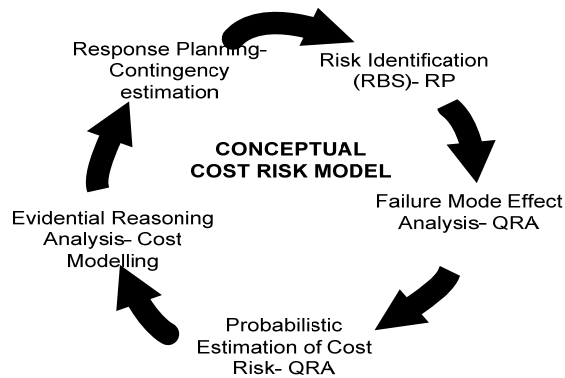 Response Planning-
Contingency
estimation
Risk Identification
(RBS)- RP
CONCEPTUAL
COST RISK MODEL
Failure Mode Effect
Analysis- QRA
Evidential Reasoning
Analysis- Cost
Modelling
Probabilistic
Estimation of Cost
Risk- QRA